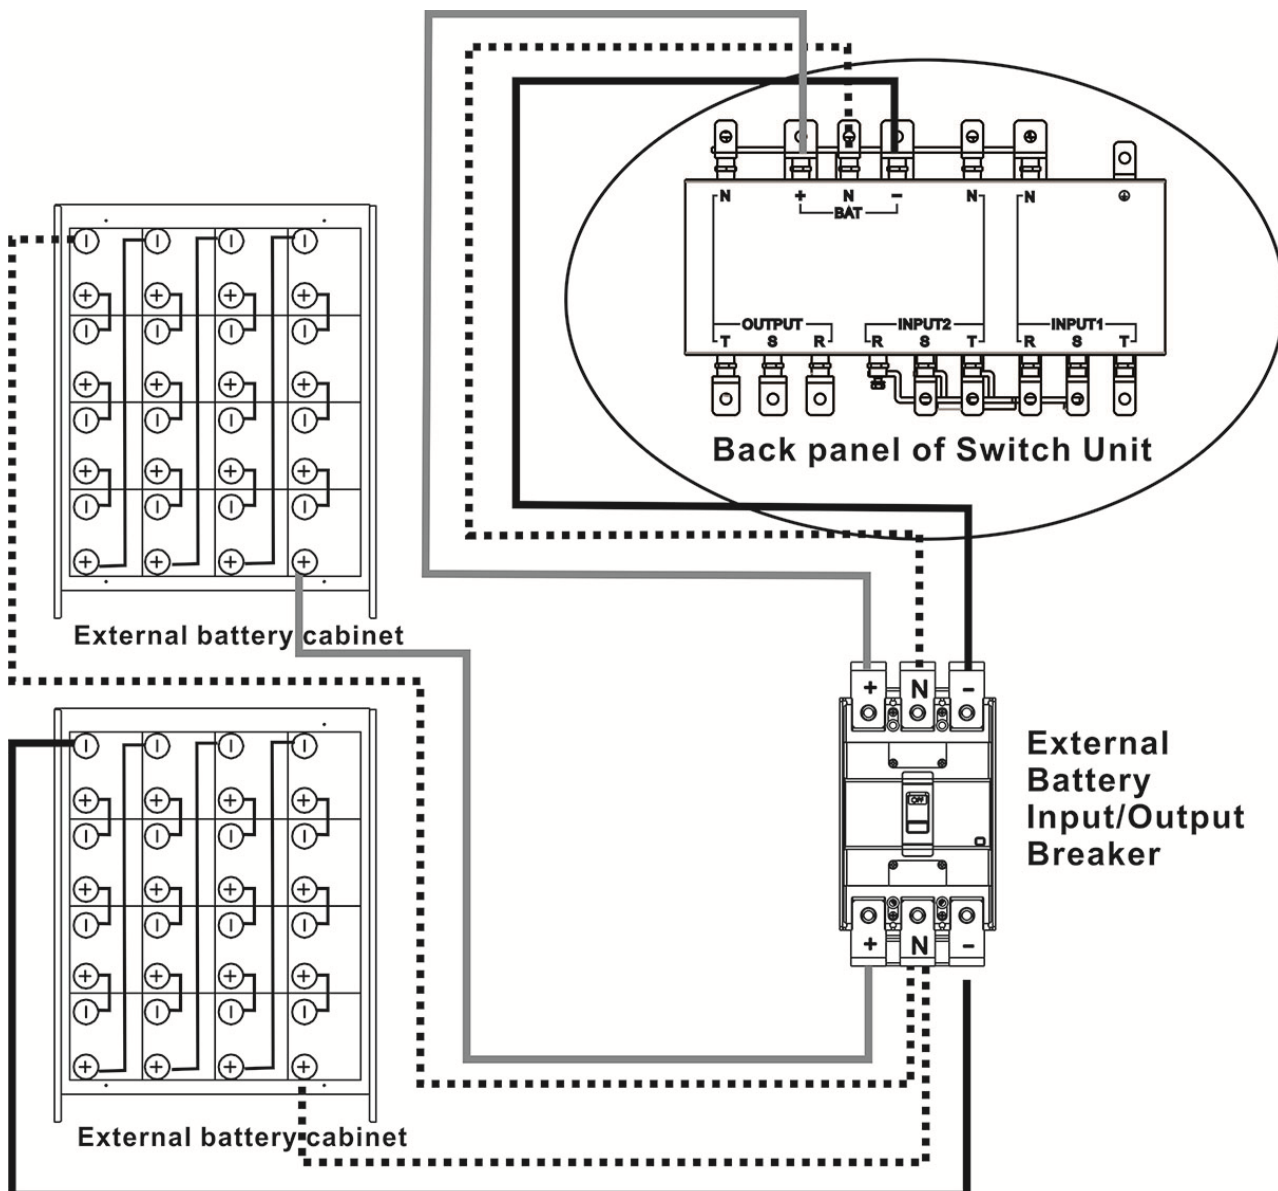 N + N - N N ⏚
BAT
OUTPUT INPUT2 INPUT1
T S R R S T R S T
Back panel of Switch Unit
External battery cabinet
+ N -
External
Battery
Input/Output
Breaker
OFF
+ N -
External battery cabinet